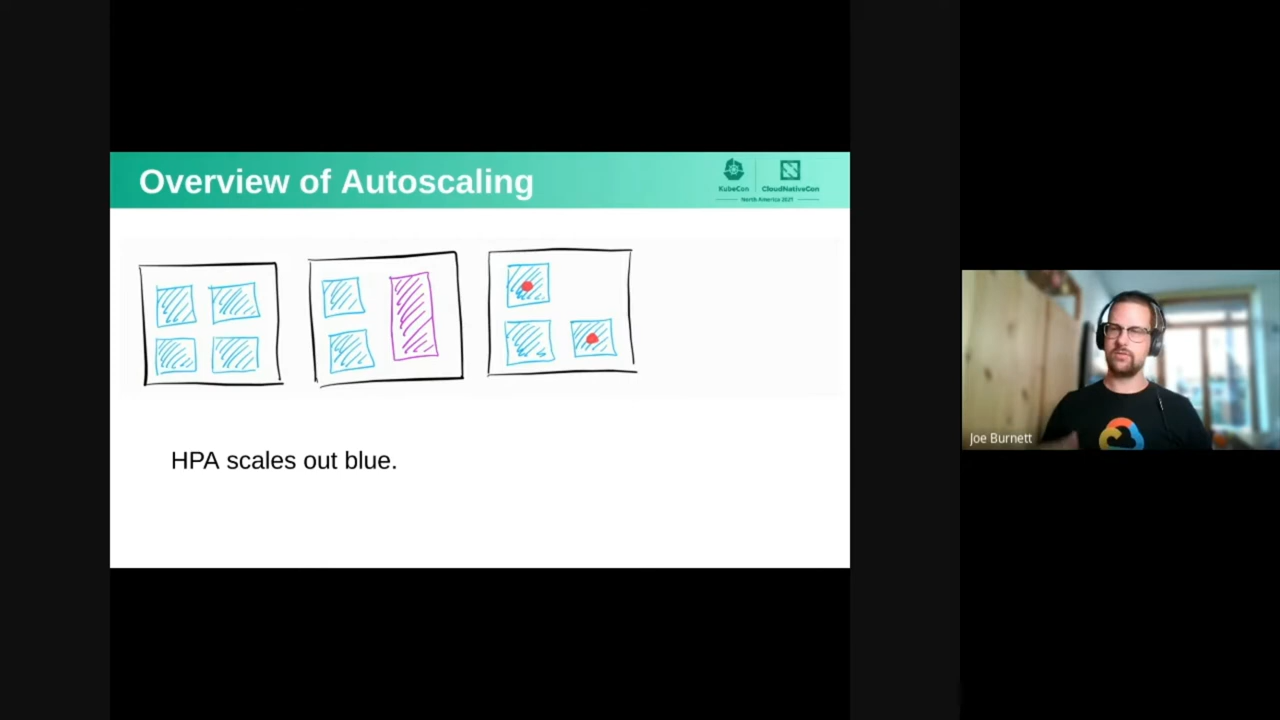 Overview of Autoscaling
KubeCon
CloudNativeCon
North America 2021
HPA scales out blue.
Joe Burnett